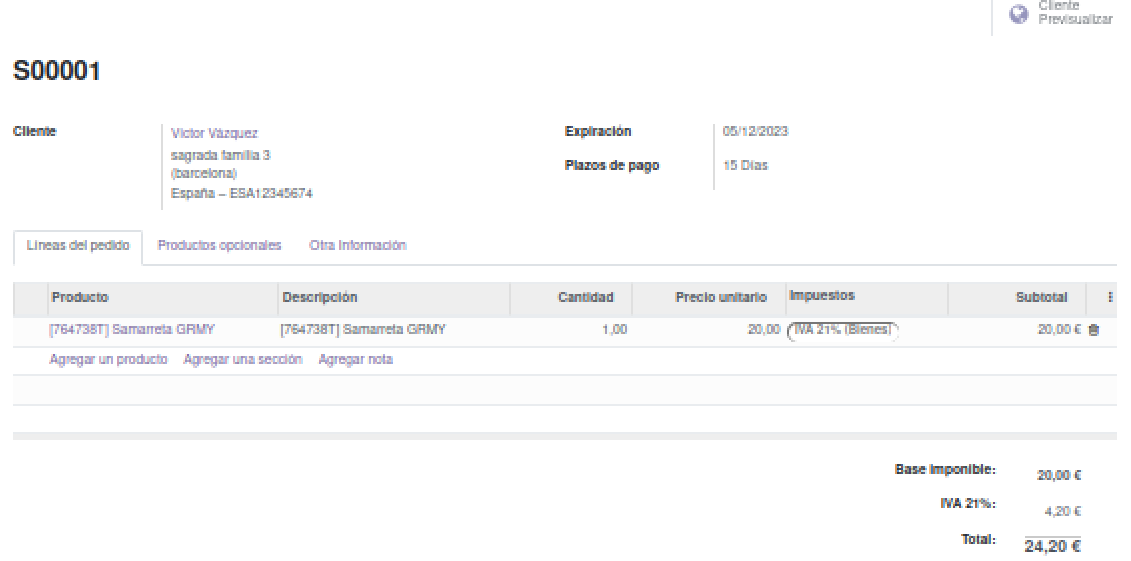 Cliente
Previsualizar
S00001
Cliente
Victor Vázquez
sagrada familia 3
(barcelona)
España – ESA12345674
Expiración
05/12/2023
Plazos de pago
15 Días
Líneas del pedido Productos opcionales Otra Información
Producto Descripción Cantidad Precio unitario Impuestos Subtotal
[764738T] Samarreta GRMY [764738T] Samarreta GRMY 1,00 20,00 IVA 21% (Bienes) 20,00 €
Agregar un producto Agregar una sección Agregar nota
Base imponible: 20,00 €
IVA 21%: 4,20 €
Total: 24,20 €